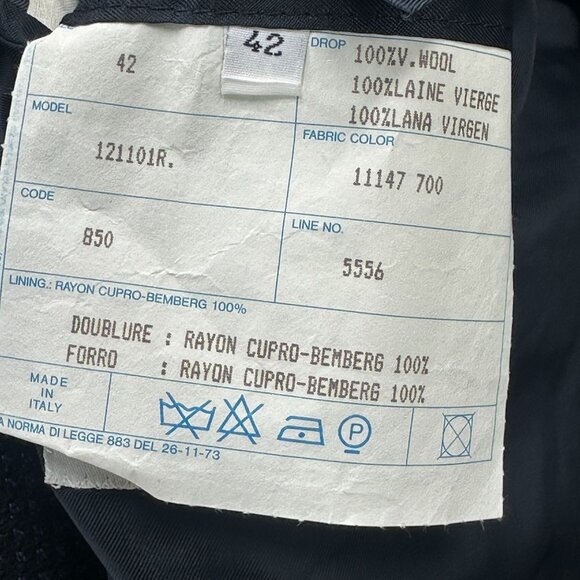 42
42
DROP
100%V.WOOL
100%LAINE VIERGE
100%LANA VIRGEN
MODEL
121101R.
FABRIC COLOR
11147 700
CODE
850
LINE NO.
5556
LINING.: RAYON CUPRO-BEMBERG 100%
DOUBLURE : RAYON CUPRO-BEMBERG 100%
FORRO : RAYON CUPRO-BEMBERG 100%
MADE
IN
ITALY
P
A NORMA DI LEGGE 883 DEL 26-11-73